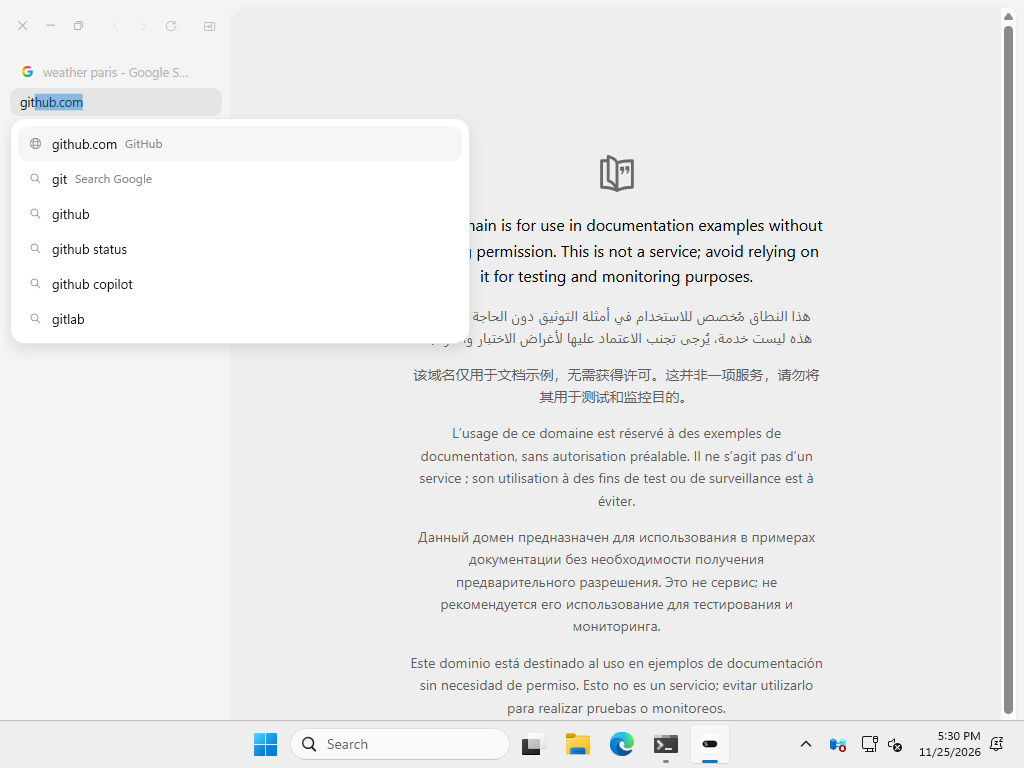 weather paris - Google S...
github.com
github.com GitHub
git Search Google
github
github status
github copilot
gitlab
main is for use in documentation examples without
permission. This is not a service; avoid relying on
it for testing and monitoring purposes.
هذا النطاق مُخصص للاستخدام في أمثلة التوثيق دون الحاجة
هذه ليست خدمة، يُرجى تجنب الاعتماد عليها لأغراض الاختبار
该域名仅用于文档示例，无需获得许可。这并非一项服务，请勿将
其用于测试和监控目的。
L’usage de ce domaine est réservé à des exemples de
documentation, sans autorisation préalable. Il ne s’agit pas d’un
service ; son utilisation à des fins de test ou de surveillance est à
éviter.
Данный домен предназначен для использования в примерах
документации без необходимости получения
предварительного разрешения. Это не сервис; не
рекомендуется его использование для тестирования и
мониторинга.
Este dominio está destinado al uso en ejemplos de documentación
sin necesidad de permiso. Esto no es un servicio; evitar utilizarlo
para realizar pruebas o monitoreos.
Search
5:30 PM
11/25/2026